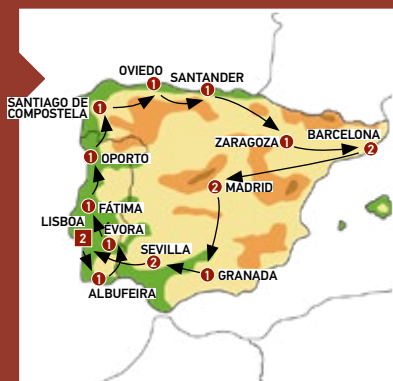 OVIEDO
1
SANTANDER
1
SANTIAGO DE
COMPOSTELA
1
BARCELONA
2
ZARAGOZA
1
OPORTO
1
MADRID
2
FÁTIMA
1
LISBOA
2
ÉVORA
1
SEVILLA
2
GRANADA
1
ALBUFEIRA
1